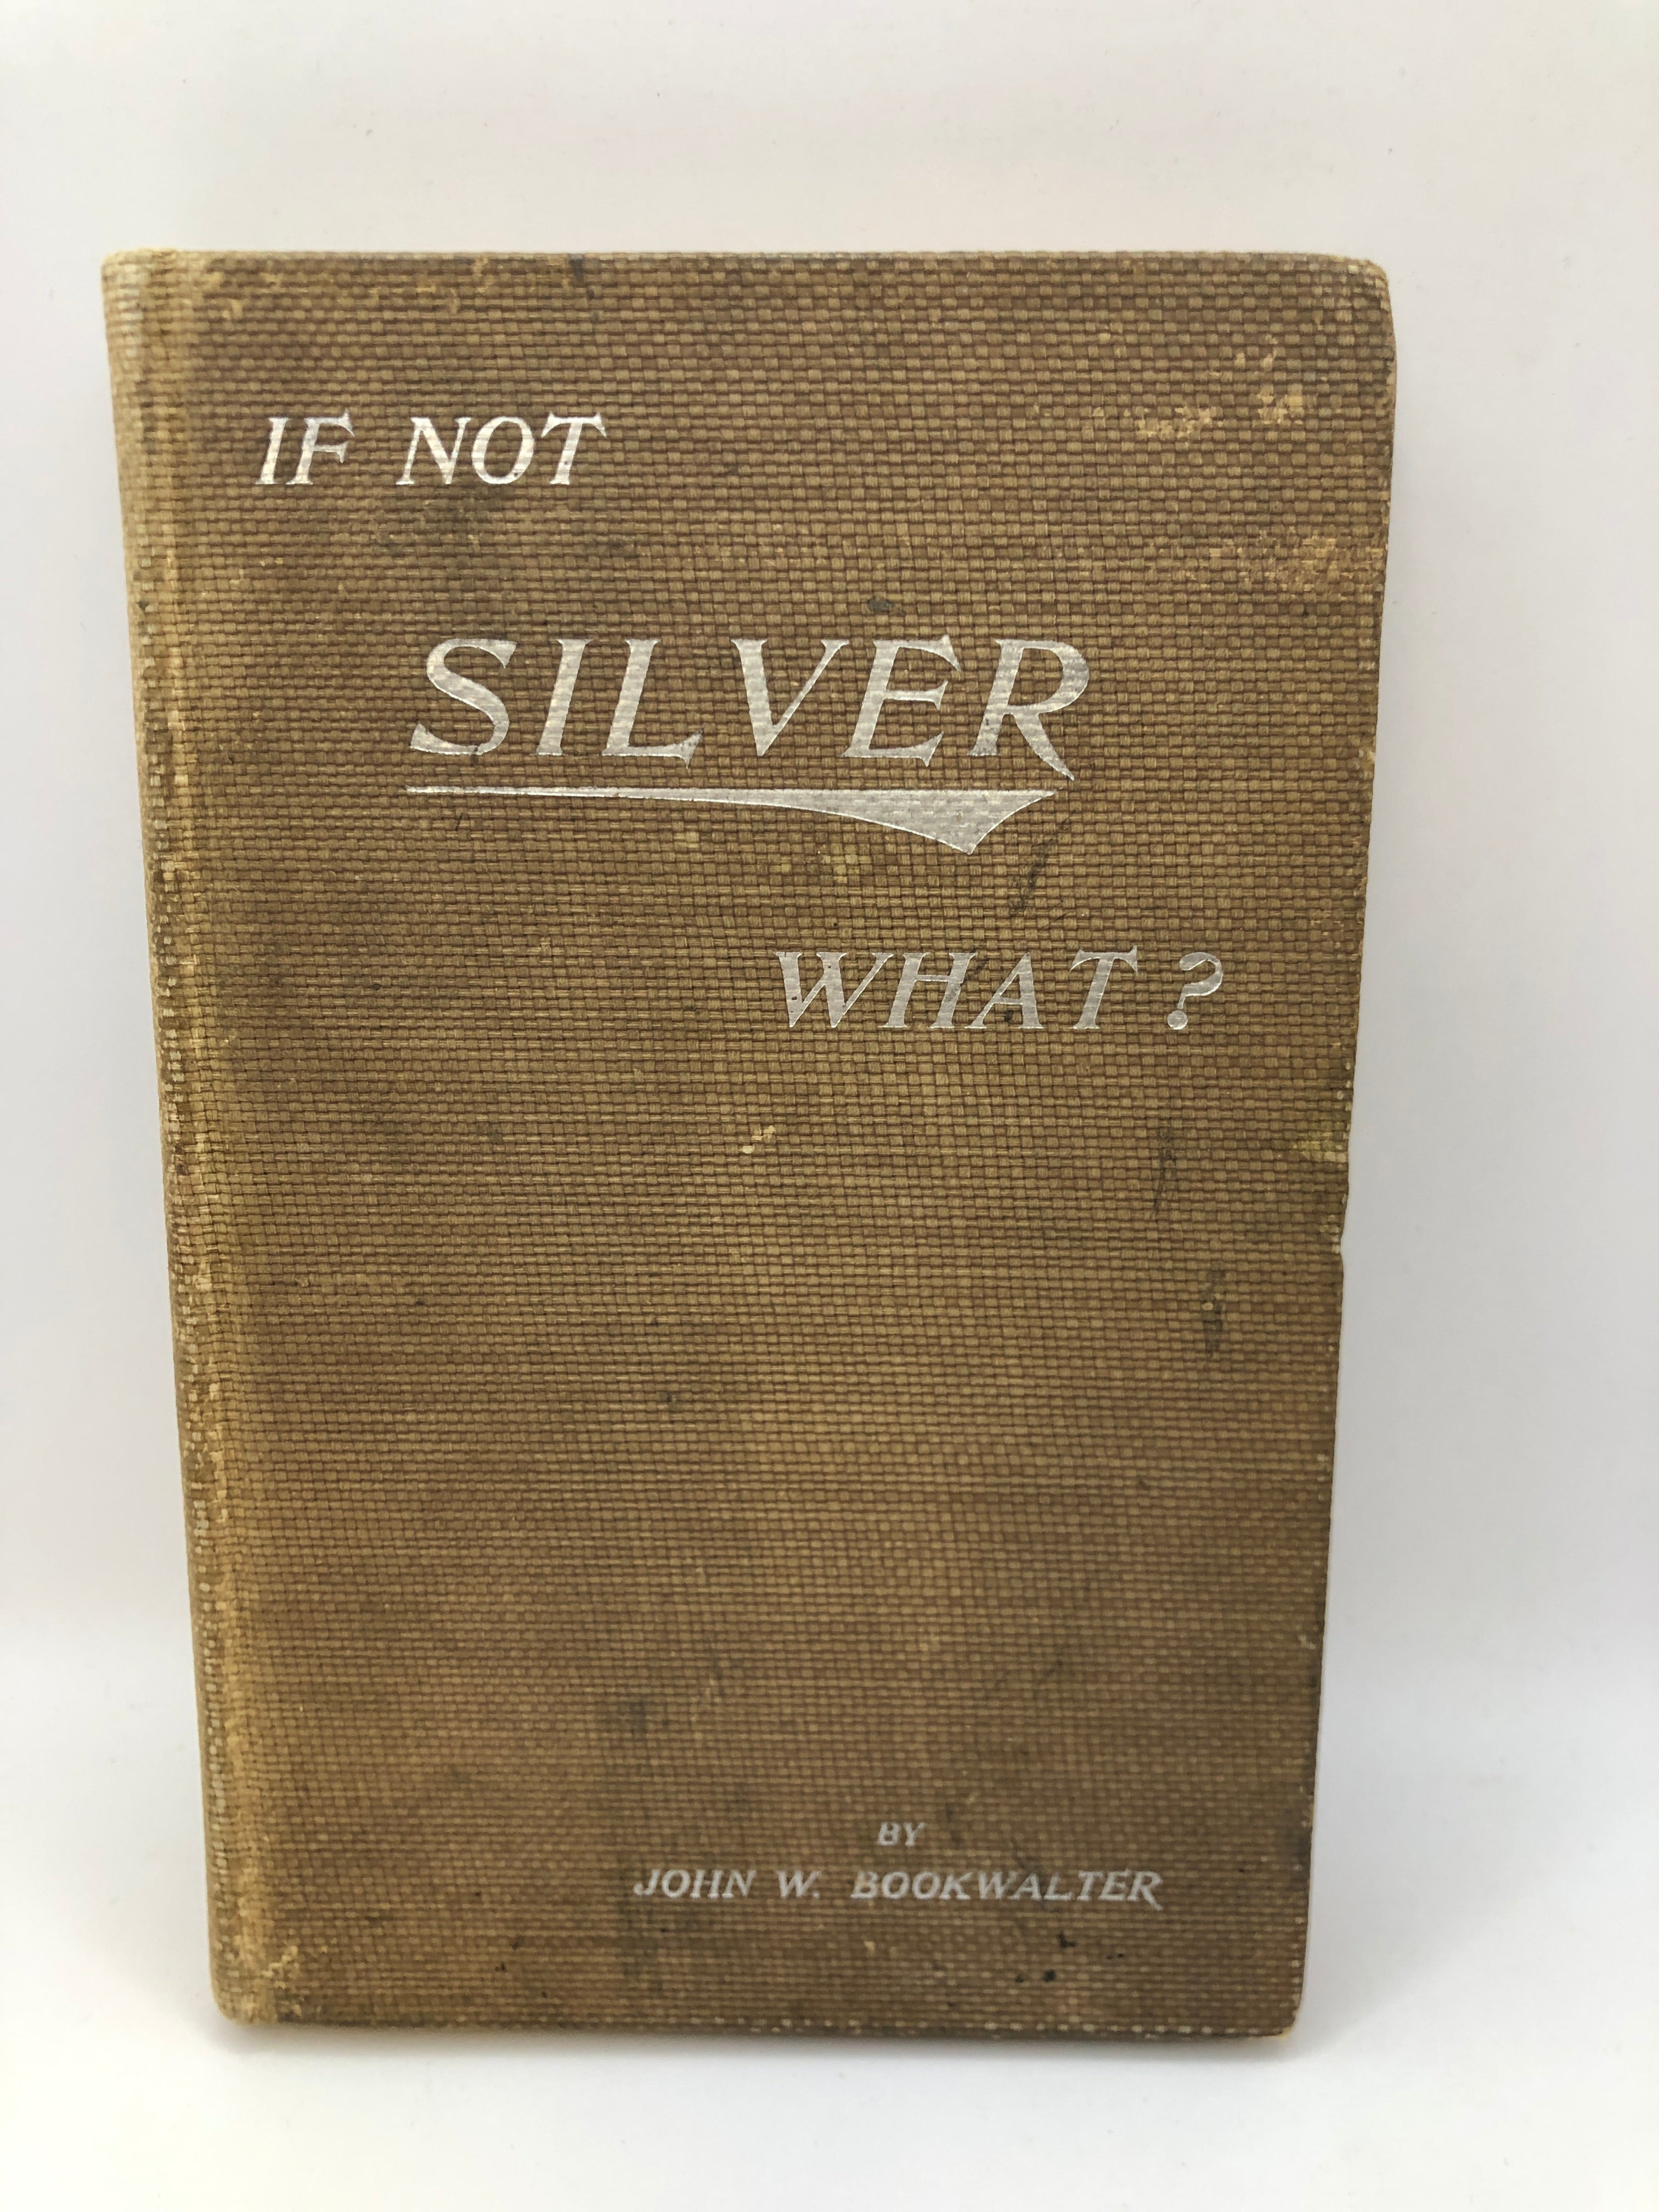 IF NOT
SILVER
WHAT?
BY
JOHN W. BOOKWALTER